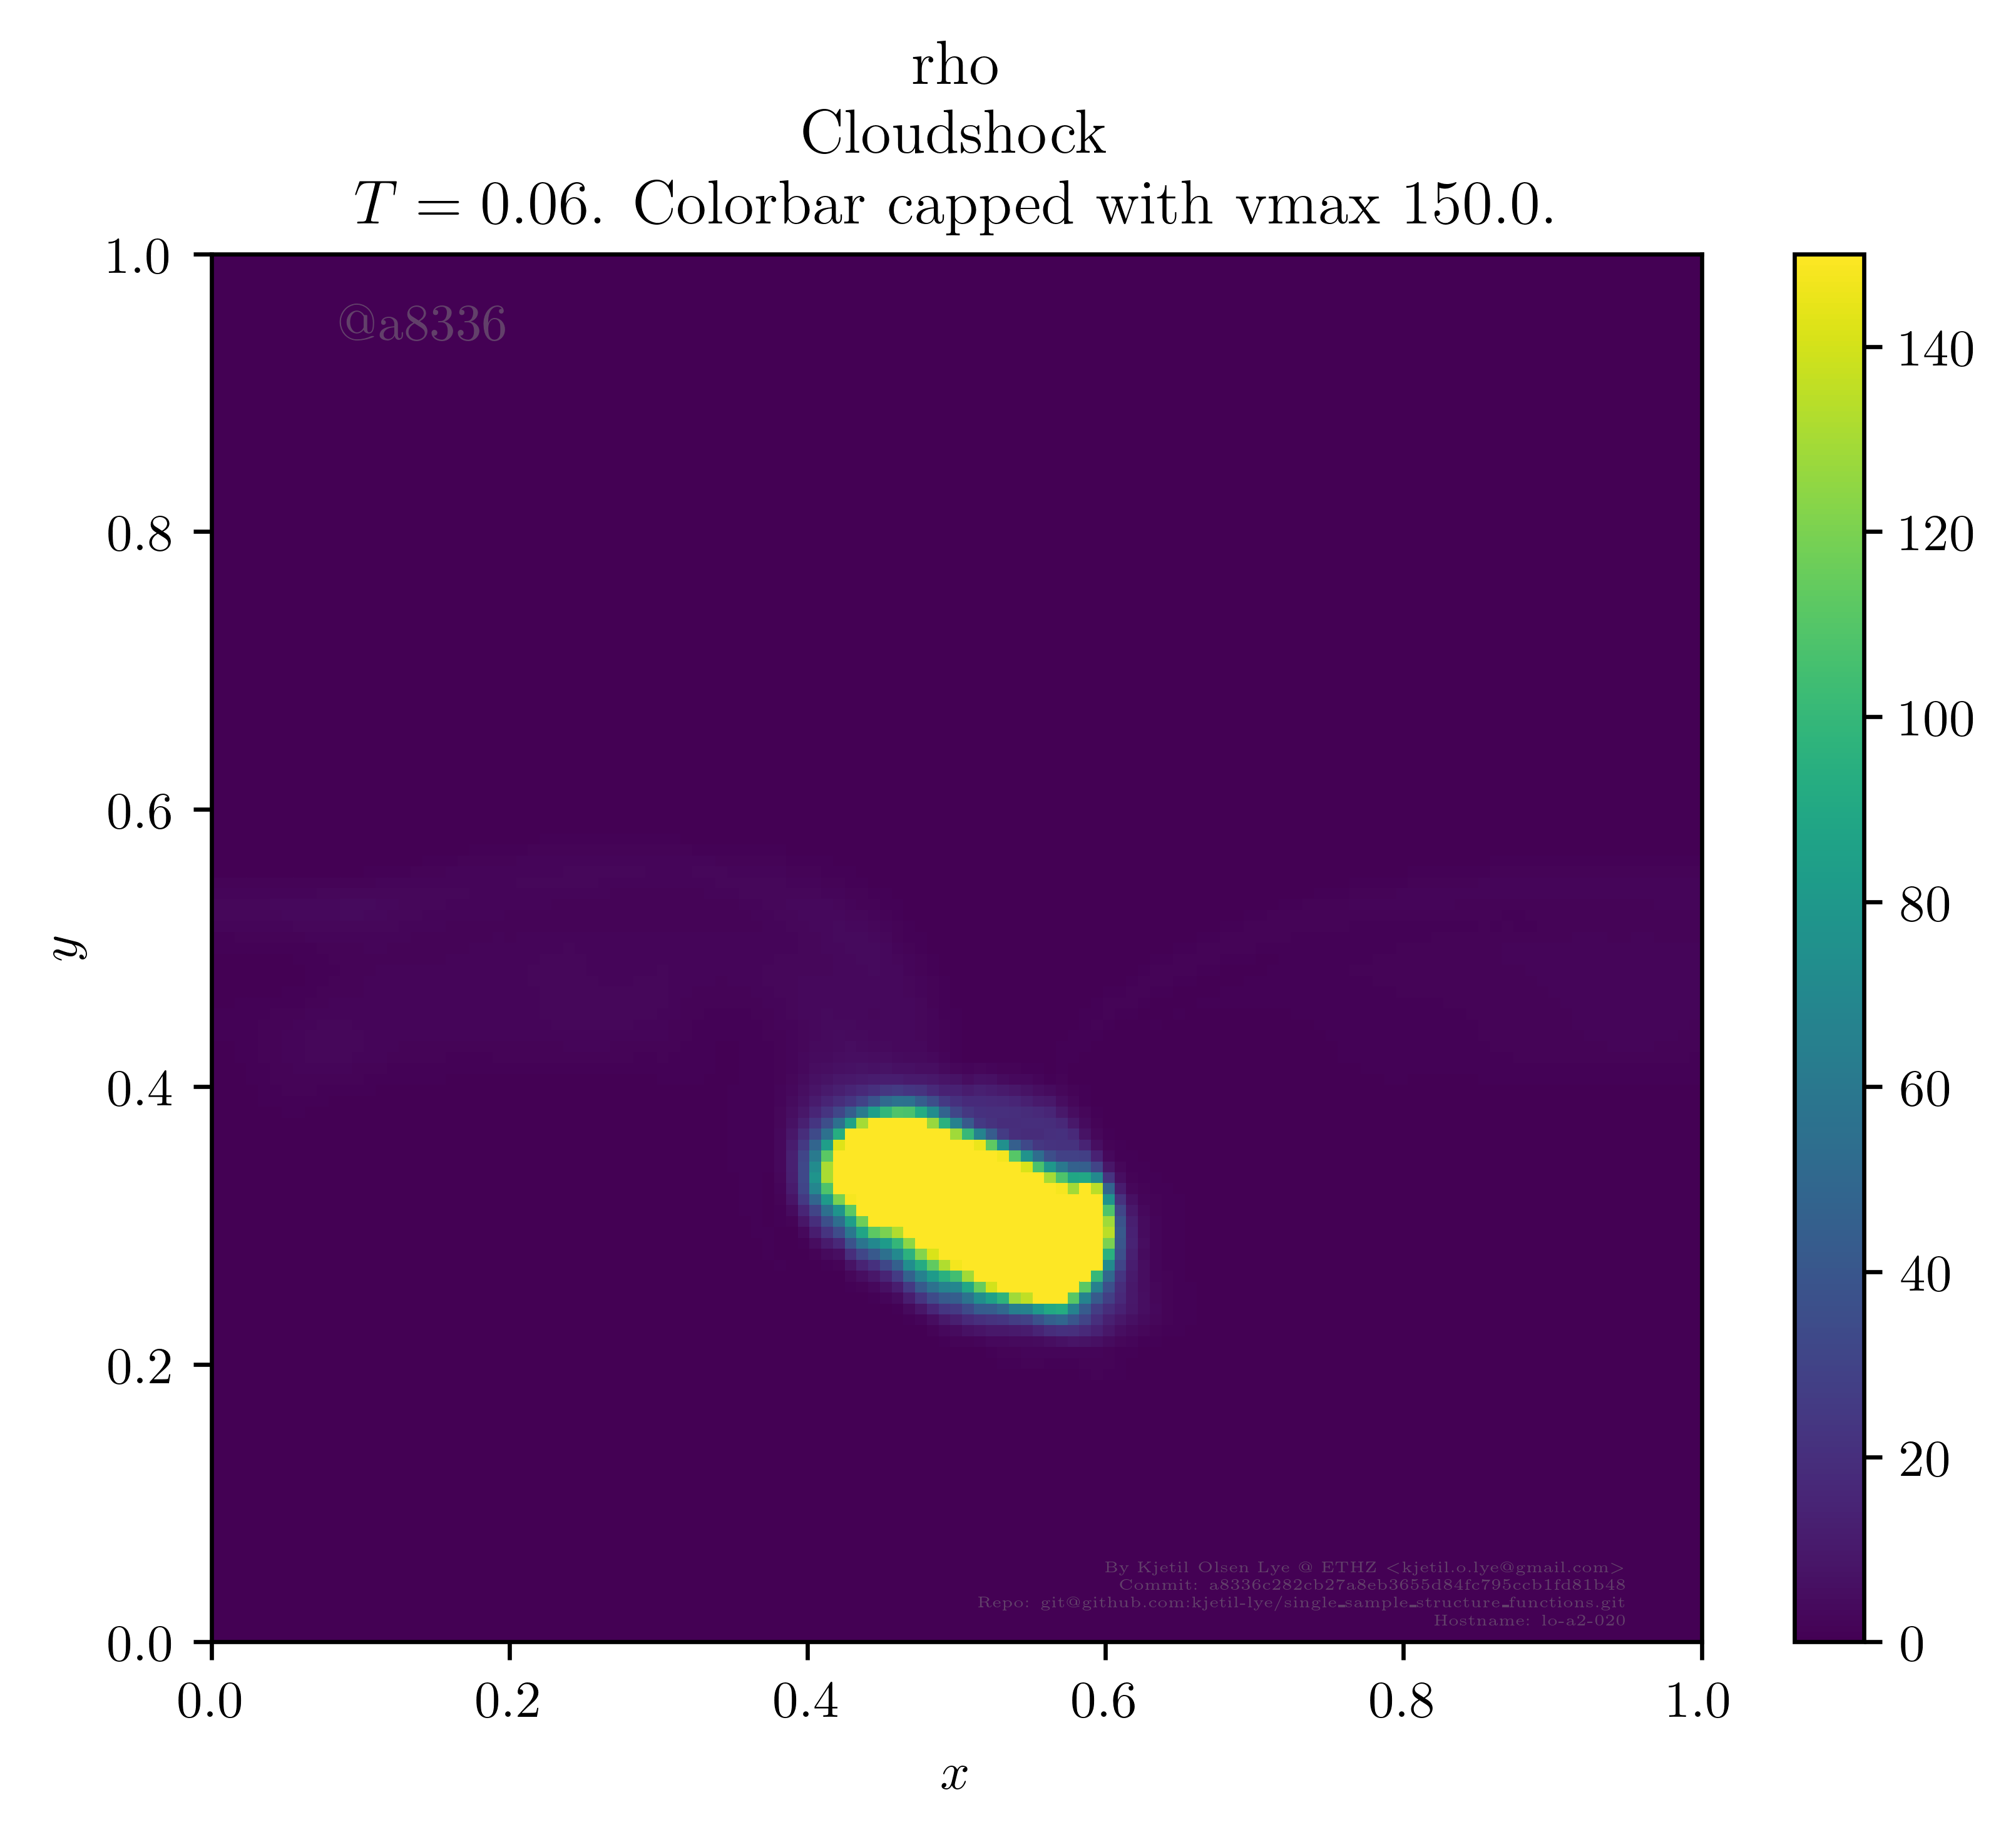 rho
Cloudshock
T = 0.06. Colorbar capped with vmax 150.0.
1.0
0.8
0.6
0.4
0.2
0.0
y
@a8336
By Kjetil Olsen Lye @ ETHZ <kjetil.o.lye@gmail.com>
Commit: a8336c282cb27a8eb3655d84fc795ccb1fd81b48
Repo: git@github.com:kjetil-lye/single_sample_structure_functions.git
Hostname: lo-a2-020
0.0 0.2 0.4 0.6 0.8 1.0
x
140
120
100
80
60
40
20
0